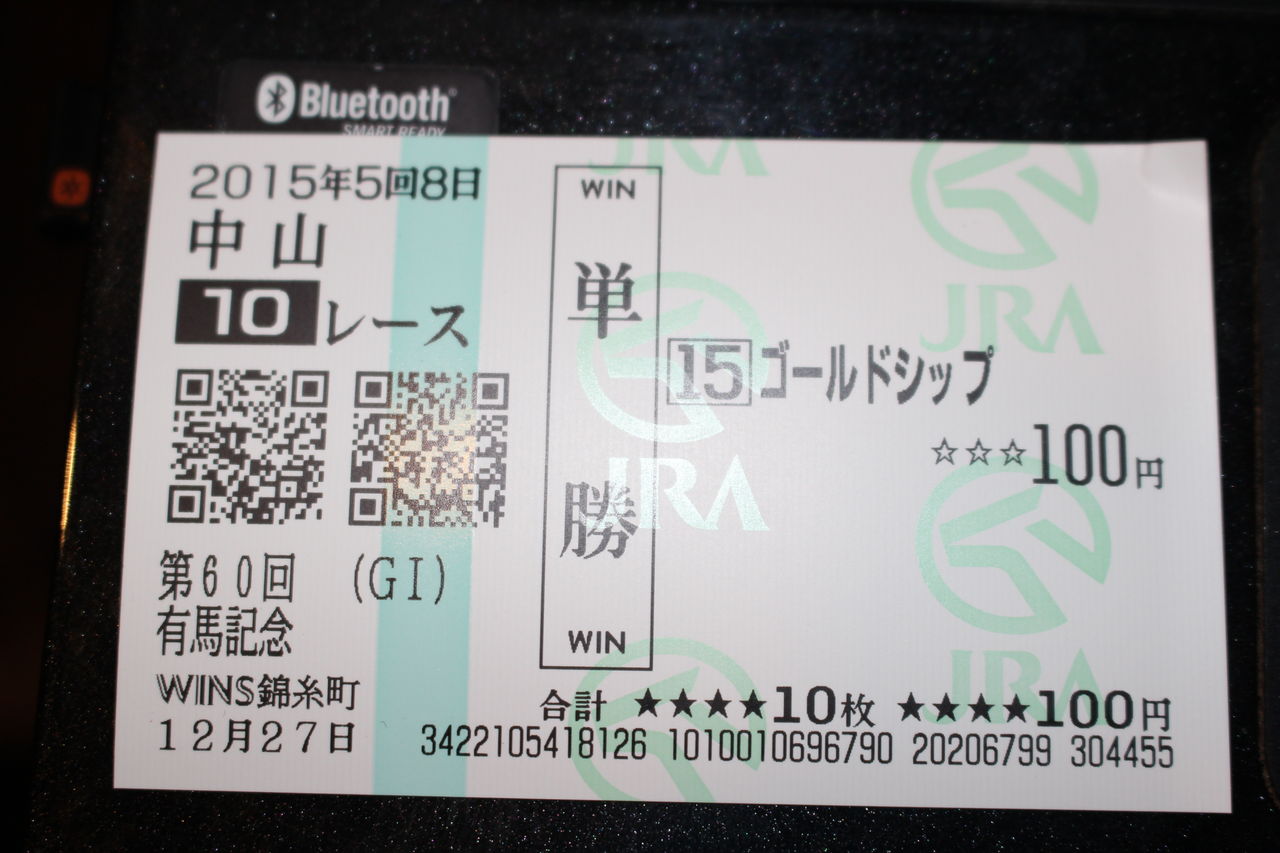 Bluetooth®
SMART READY
2015年5回8日
中山
10レース
第60回 (GI)
有馬記念
WINS錦糸町
12月27日
WIN
単勝
WIN
15 ゴールドシップ
☆☆☆100円
合計 ★★★★10枚 ★★★★100円
3422105418126 1010010696790 20206799 304455
JRA
JRA
JRA
JRA